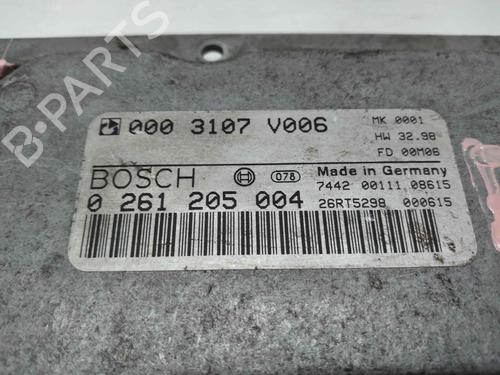 000 3107 V006
MK 0001
HW 32.98
FD 00M06
BOSCH 078 Made in Germany
7442 00111 08615
0 261 205 004
26RT5298 000615
B-PARTS